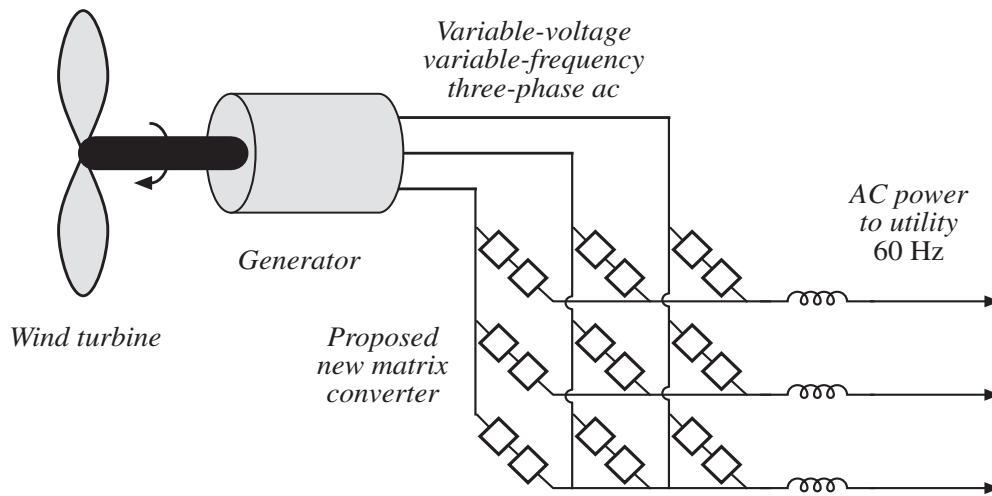 Variable-voltage
variable-frequency
three-phase ac
AC power
to utility
60 Hz
Generator
Wind turbine
Proposed
new matrix
converter